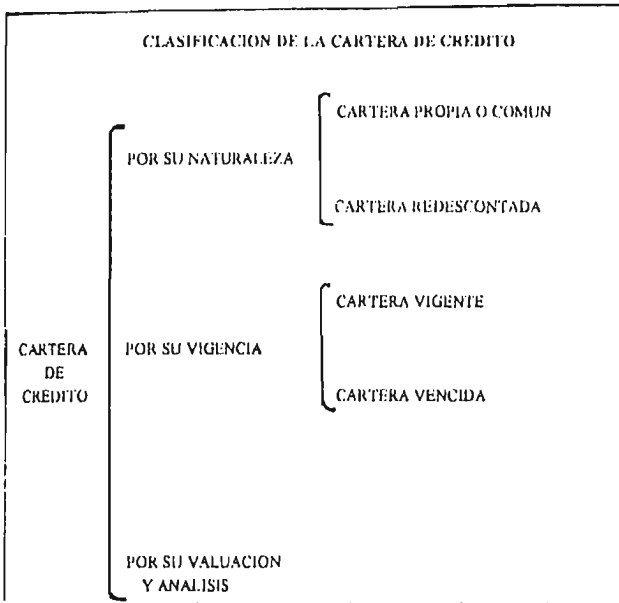 CLASIFICACION DE LA CARTERA DE CREDITO
CARTERA PROPIA O COMUN
POR SU NATURALEZA
CARTERA REDESCONTADA
CARTERA VIGENTE
CARTERA
DE
CREDITO
POR SU VIGENCIA
CARTERA VENCIDA
POR SU VALUACION
Y ANALISIS